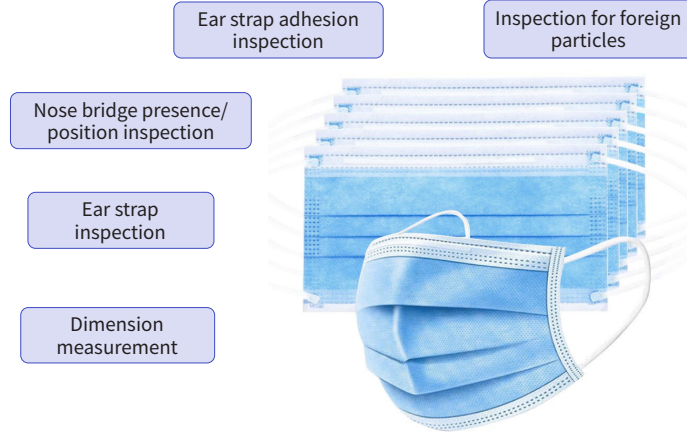 Ear strap adhesion
inspection
Inspection for foreign
particles
Nose bridge presence/
position inspection
Ear strap
inspection
Dimension
measurement